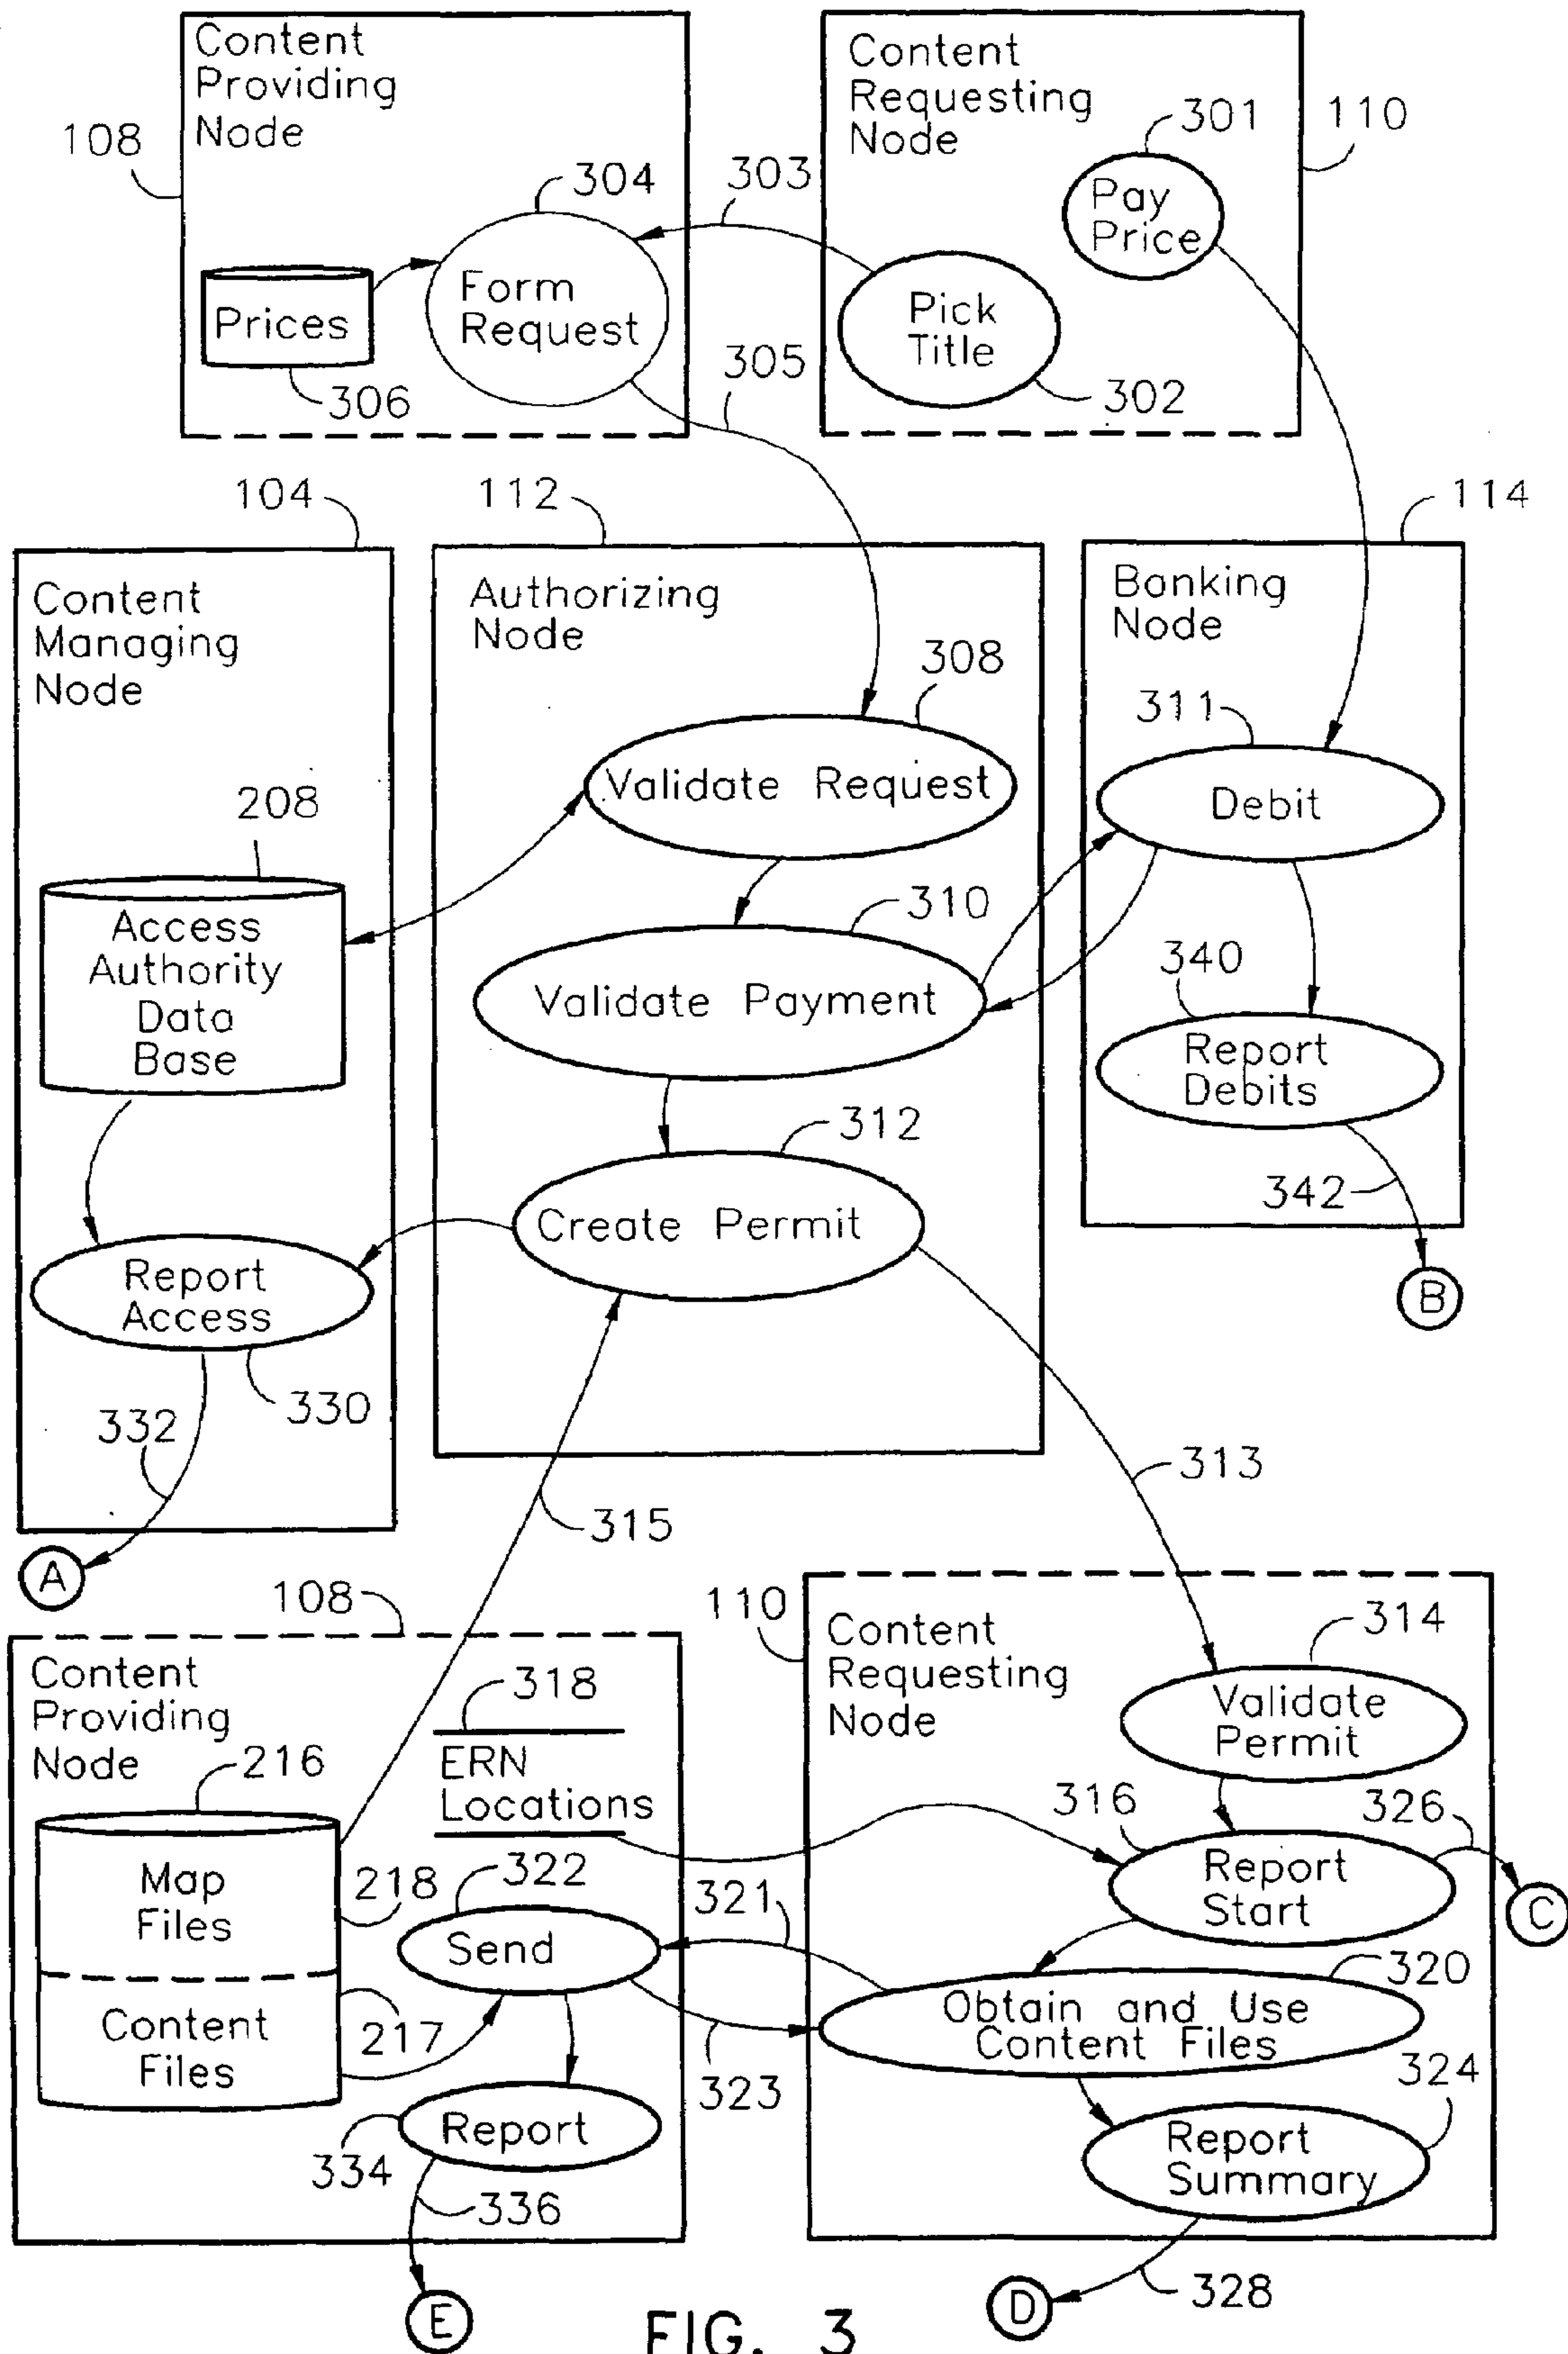 Content
Providing
Node
108
304
Form
Request
Prices
306
303
305
Content
Requesting
Node
301
110
Pay
Price
Pick
Title
302
104
Content
Managing
Node
208
Access
Authority
Data
Base
Report
Access
330
332
A
112
Authorizing
Node
308
Validate Request
310
Validate Payment
312
Create Permit
313
315
114
Banking
Node
311
Debit
340
Report
Debits
342
B
108
Content
Providing
Node
216
318
ERN
Locations
Map
Files
218
322
Send
Content
Files
217
334
Report
336
E
321
323
110
Content
Requesting
Node
314
Validate
Permit
316
326
Report
Start
C
320
Obtain and Use
Content Files
324
Report
Summary
328
D
FIG. 3